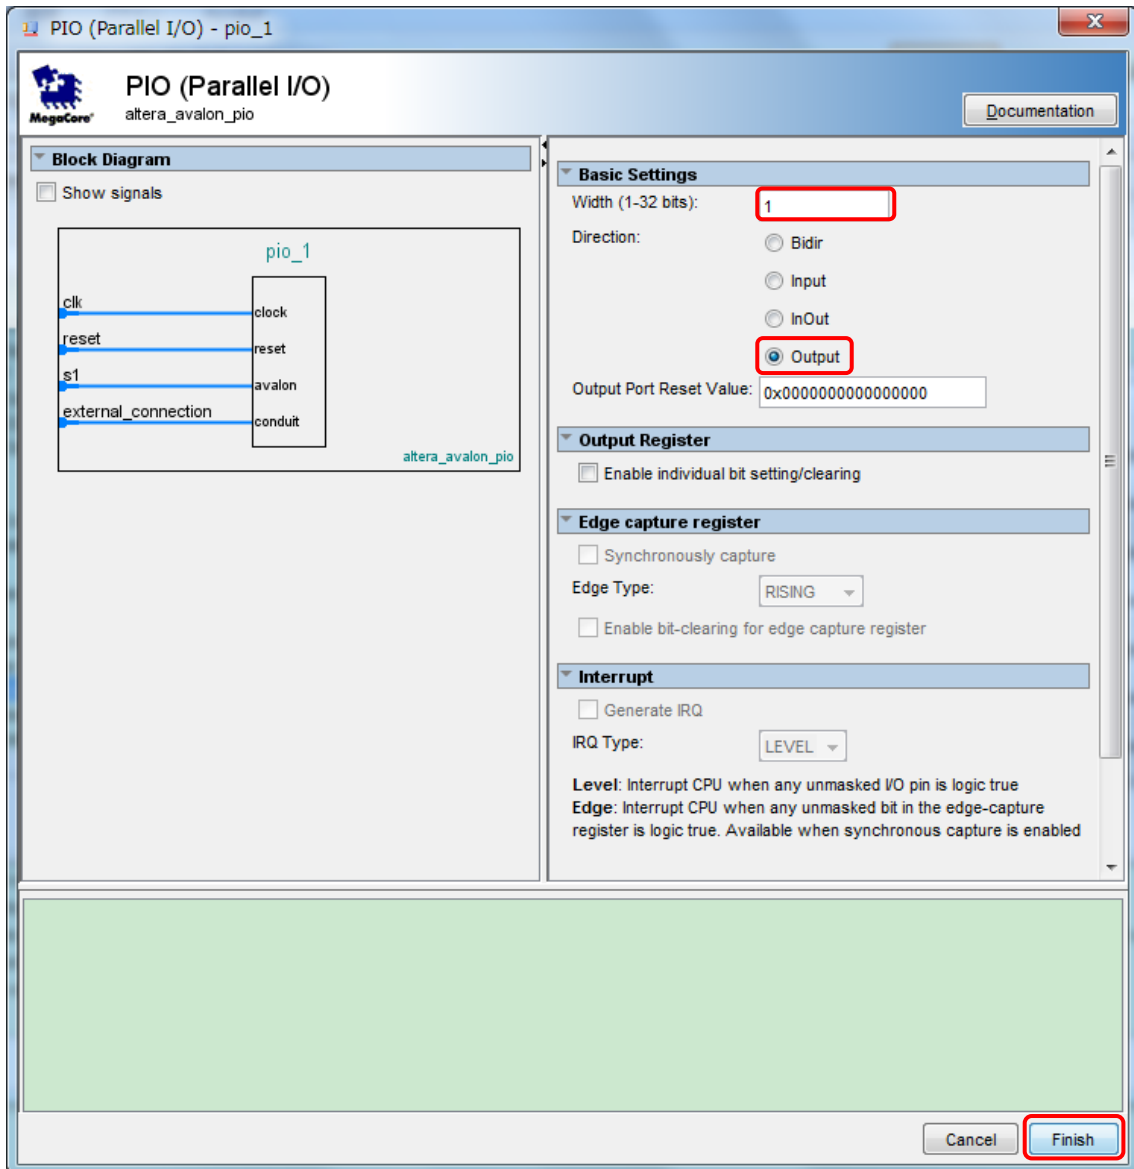 PIO (Parallel I/O) - pio_1
MegaCore®
PIO (Parallel I/O)
altera_avalon_pio
Documentation
Block Diagram
Show signals
pio_1
clk
clock
reset
reset
s1
avalon
external_connection
conduit
altera_avalon_pio
Basic Settings
Width (1-32 bits): 1
Direction:
Bidir
Input
InOut
Output
Output Port Reset Value: 0x0000000000000000
Output Register
Enable individual bit setting/clearing
Edge capture register
Synchronously capture
Edge Type: RISING
Enable bit-clearing for edge capture register
Interrupt
Generate IRQ
IRQ Type: LEVEL
Level: Interrupt CPU when any unmasked I/O pin is logic true
Edge: Interrupt CPU when any unmasked bit in the edge-capture
register is logic true. Available when synchronous capture is enabled
Cancel
Finish